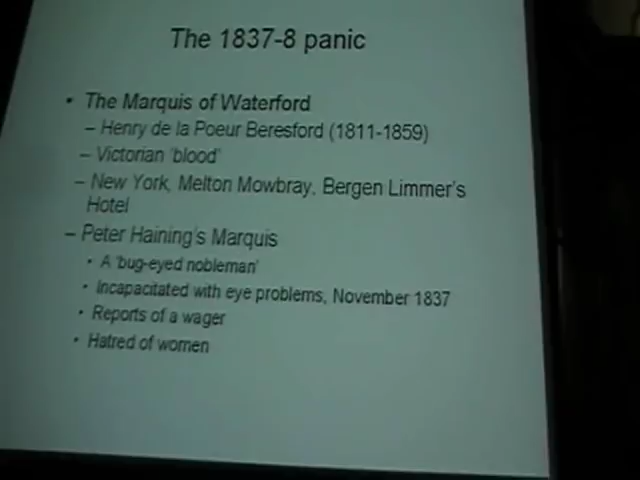 The 1837-8 panic
• The Marquis of Waterford
– Henry de la Poeur Beresford (1811-1859)
– Victorian 'blood'
– New York, Melton Mowbray, Bergen Limmer's
Hotel
– Peter Haining's Marquis
• A 'bug-eyed nobleman'
• Incapacitated with eye problems, November 1837
• Reports of a wager
• Hatred of women